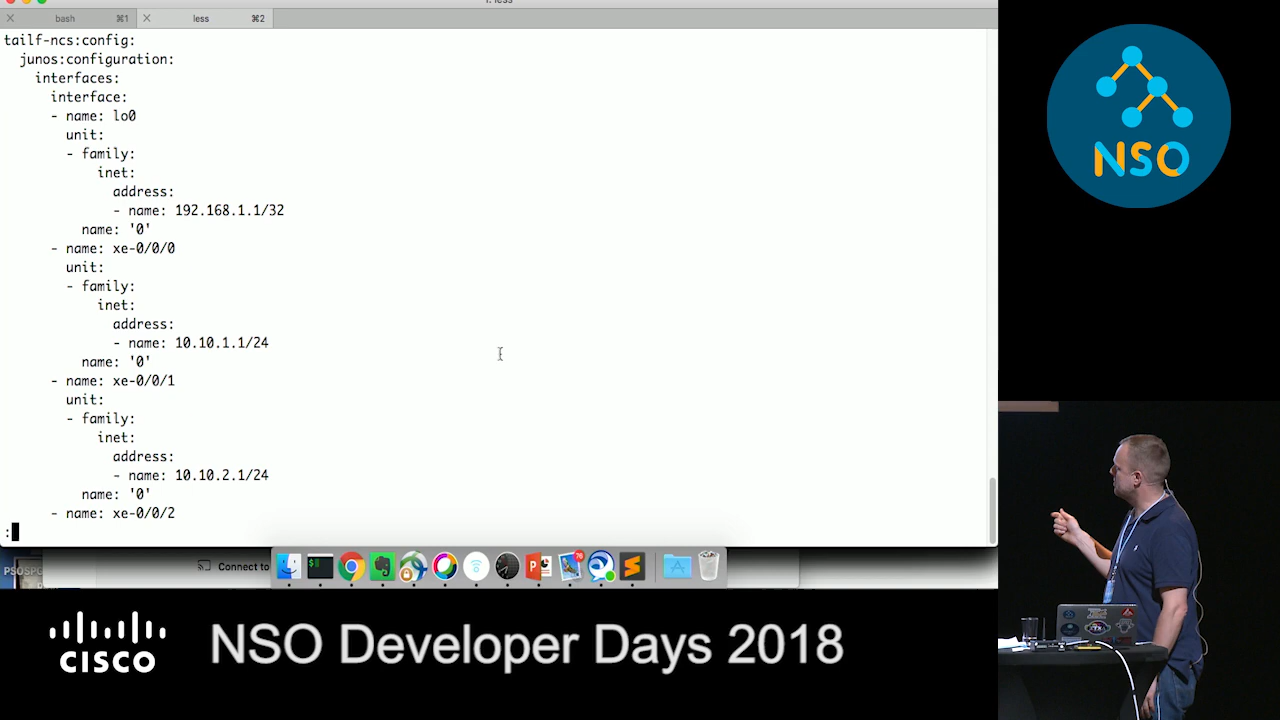 1. less
bash ⌘1
less ⌘2
tailf-ncs:config:
junos:configuration:
interfaces:
interface:
- name: lo0
unit:
- family:
inet:
address:
- name: 192.168.1.1/32
name: '0'
- name: xe-0/0/0
unit:
- family:
inet:
address:
- name: 10.10.1.1/24
name: '0'
- name: xe-0/0/1
unit:
- family:
inet:
address:
- name: 10.10.2.1/24
name: '0'
- name: xe-0/0/2
:
Connect to
NSO
CISCO
NSO Developer Days 2018